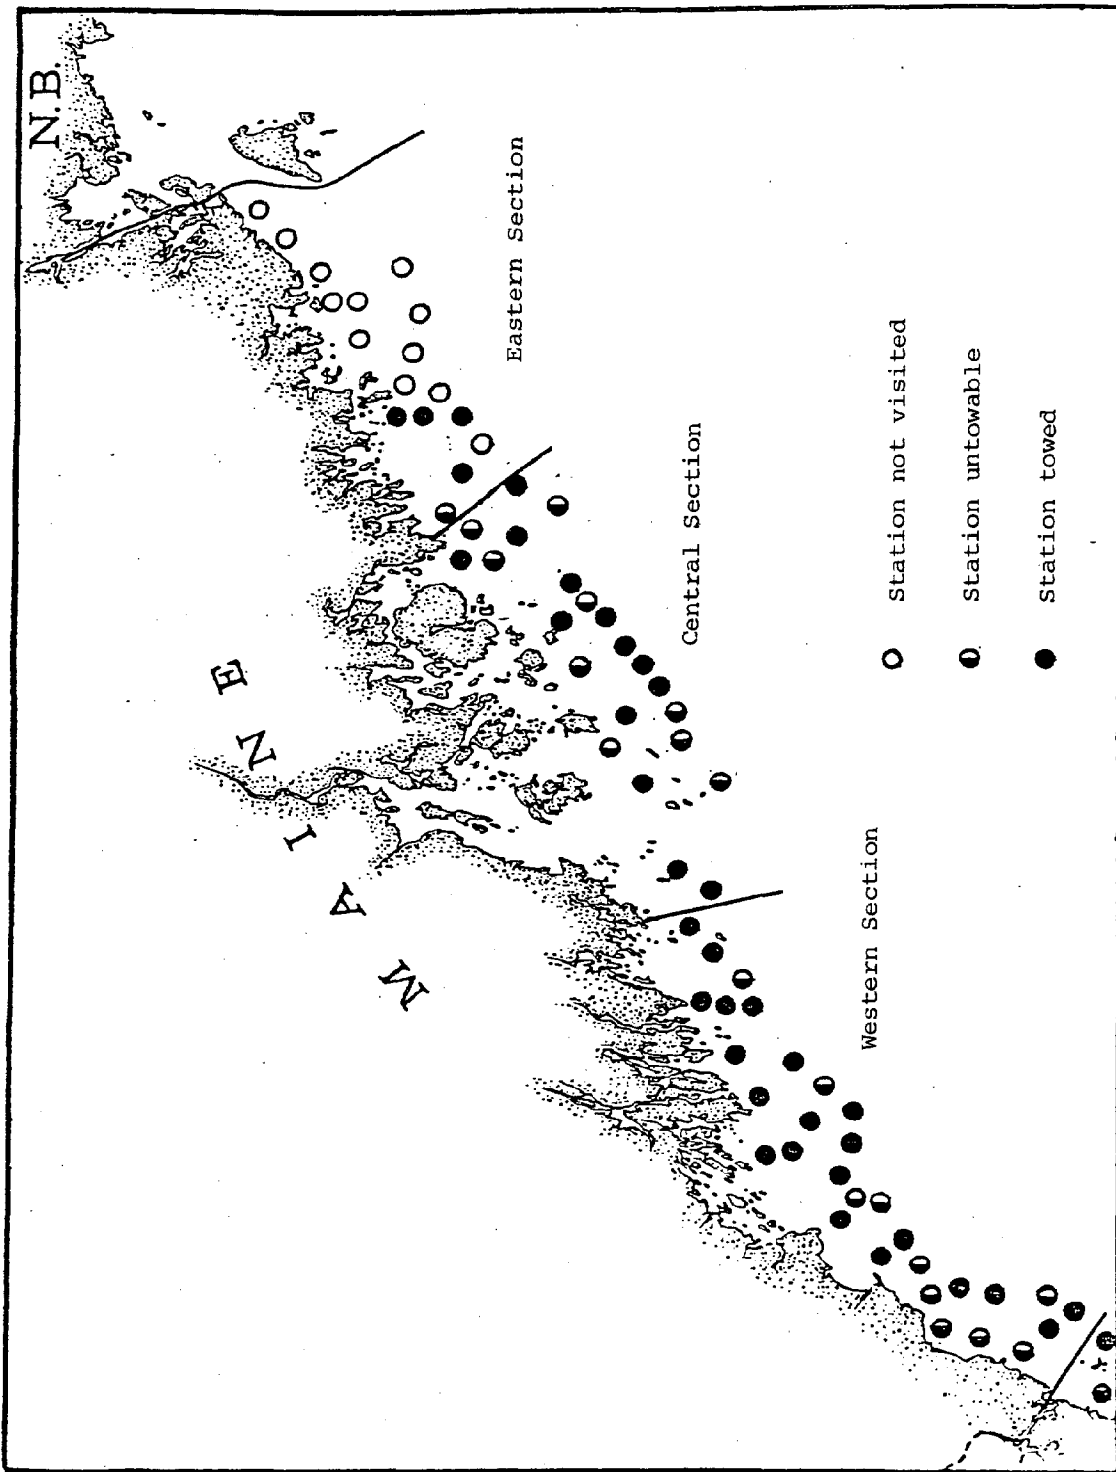 N.B.
MAINE
Eastern Section
Central Section
Western Section
Station not visited
Station untowable
Station towed